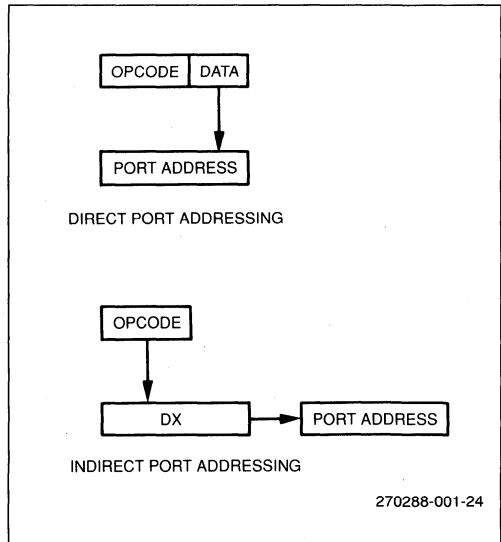 OPCODE DATA
PORT ADDRESS
DIRECT PORT ADDRESSING
OPCODE
DX PORT ADDRESS
INDIRECT PORT ADDRESSING
270288-001-24